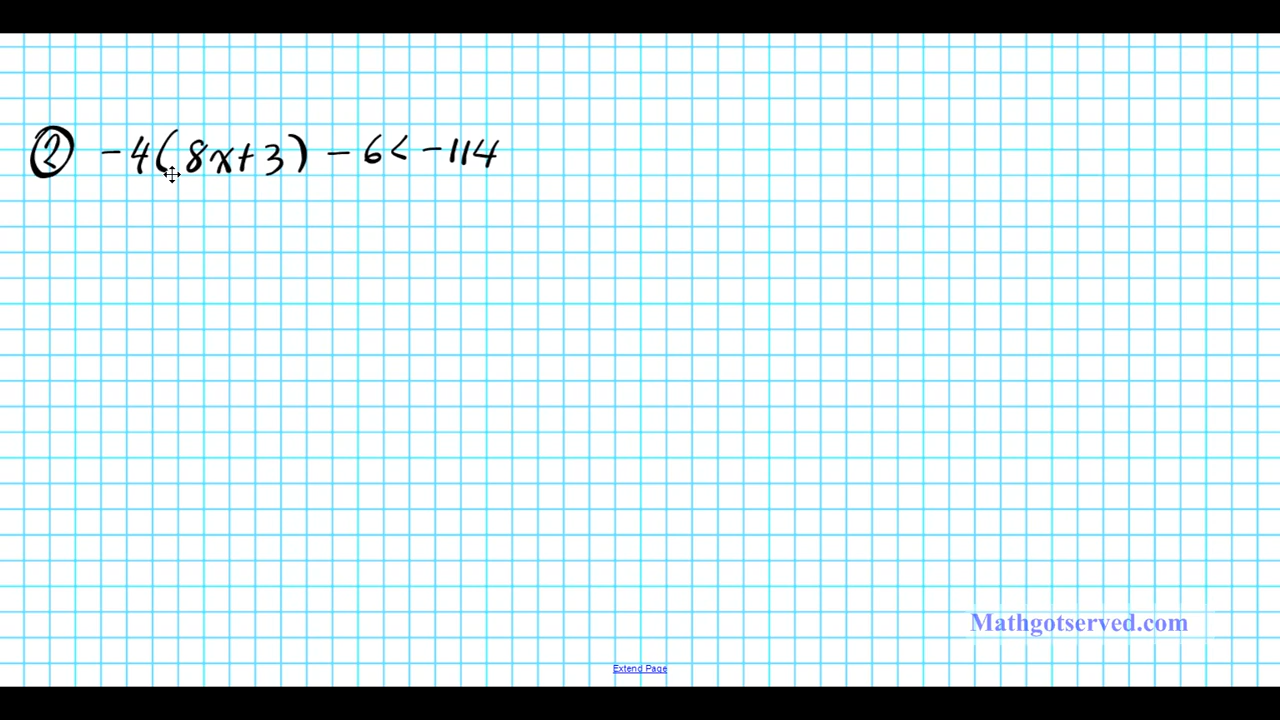 ② -4(8x+3) - 6 < -114
Mathgotserved.com
Extend Page